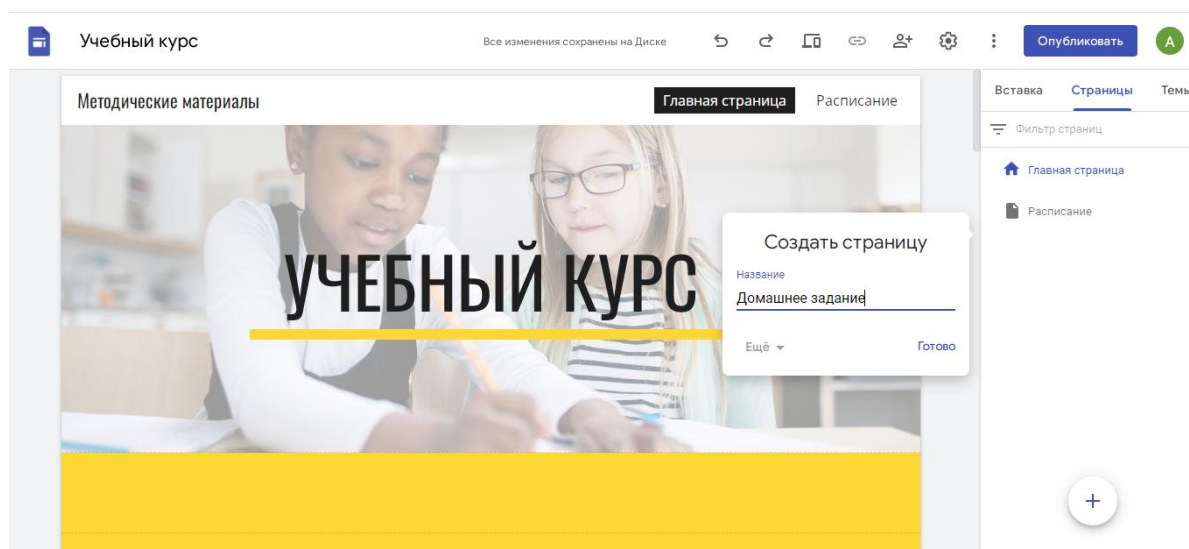 Учебный курс
Все изменения сохранены на Диске
Опубликовать
A
Методические материалы
Главная страница
Расписание
Вставка
Страницы
Темы
Фильтр страниц
Главная страница
Расписание
УЧЕБНЫЙ КУРС
Создать страницу
Название
Домашнее задание
Ещё
Готово